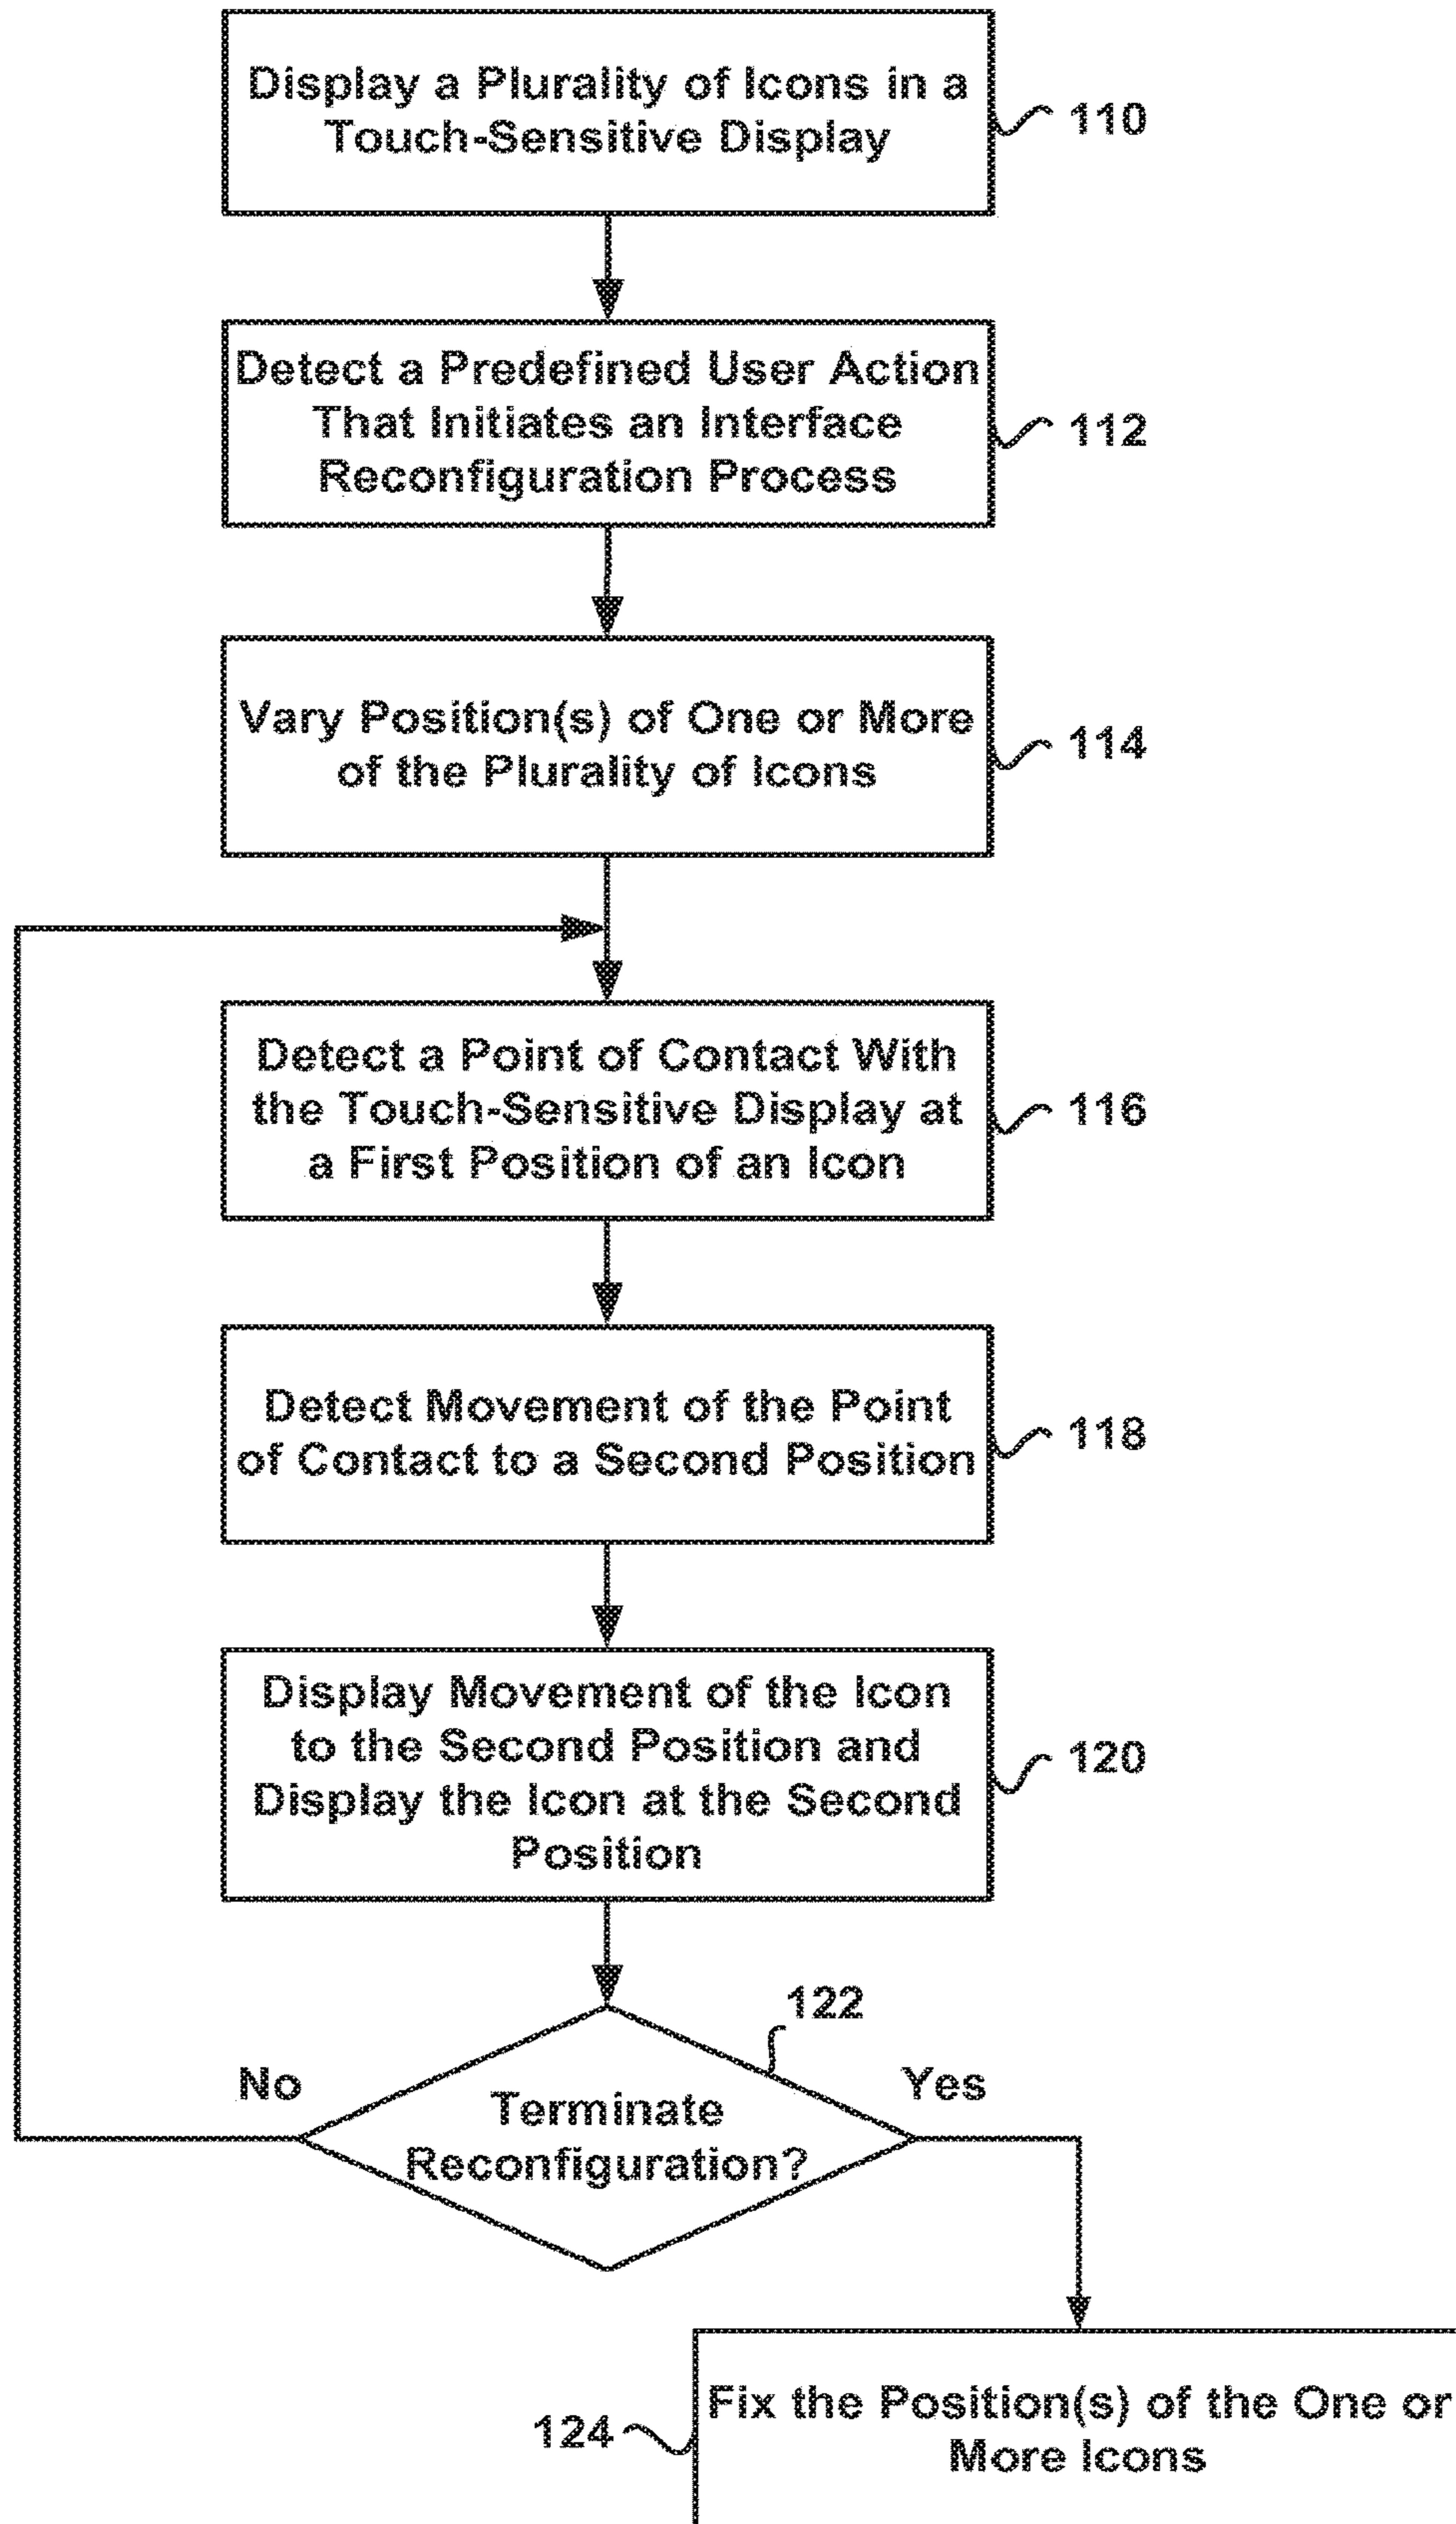 Display a Plurality of Icons in a
Touch-Sensitive Display
110
Detect a Predefined User Action
That Initiates an Interface
Reconfiguration Process
112
Vary Position(s) of One or More
of the Plurality of Icons
114
Detect a Point of Contact With
the Touch-Sensitive Display at
a First Position of an Icon
116
Detect Movement of the Point
of Contact to a Second Position
118
Display Movement of the Icon
to the Second Position and
Display the Icon at the Second
Position
120
122
No
Yes
Terminate
Reconfiguration?
Fix the Position(s) of the One or
More Icons
124